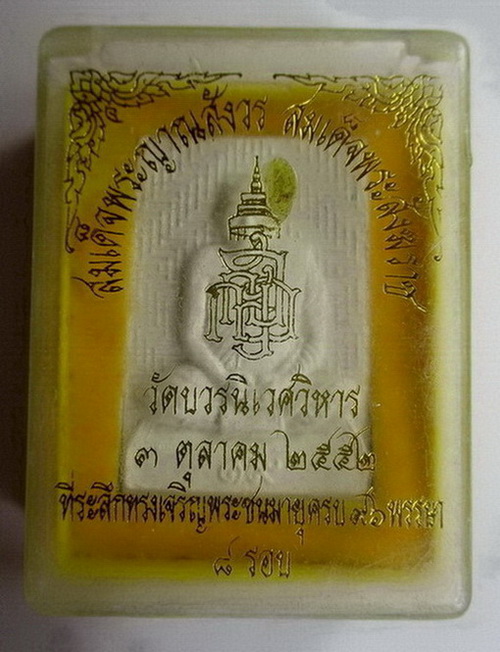 สมเด็จพระญาณสังวร สมเด็จพระสังฆราช
วัดบวรนิเวศวิหาร
๓ ตุลาคม ๒๕๕๒
ที่ระลึกทรงเจริญพระชนมายุครบ ๙๖ พรรษา
๘ รอบ